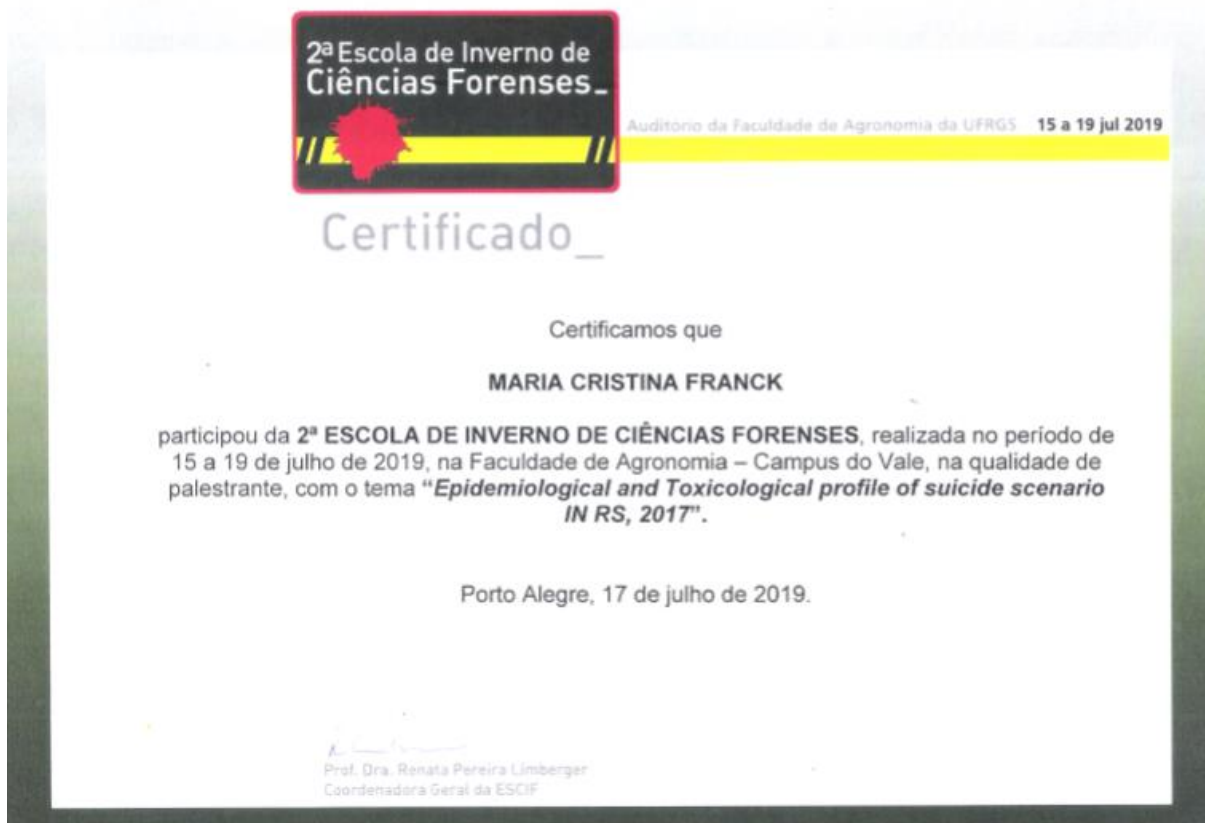 2ª Escola de Inverno de
Ciências Forenses_
Auditório da Faculdade de Agronomia da UFRGS 15 a 19 jul 2019
Certificado_
Certificamos que
MARIA CRISTINA FRANCK
participou da 2ª ESCOLA DE INVERNO DE CIÊNCIAS FORENSES, realizada no período de
15 a 19 de julho de 2019, na Faculdade de Agronomia – Campus do Vale, na qualidade de
palestrante, com o tema “Epidemiological and Toxicological profile of suicide scenario
IN RS, 2017”.
Porto Alegre, 17 de julho de 2019.
Prof. Dra. Renata Pereira Limberger
Coordenadora Geral da ESCIF